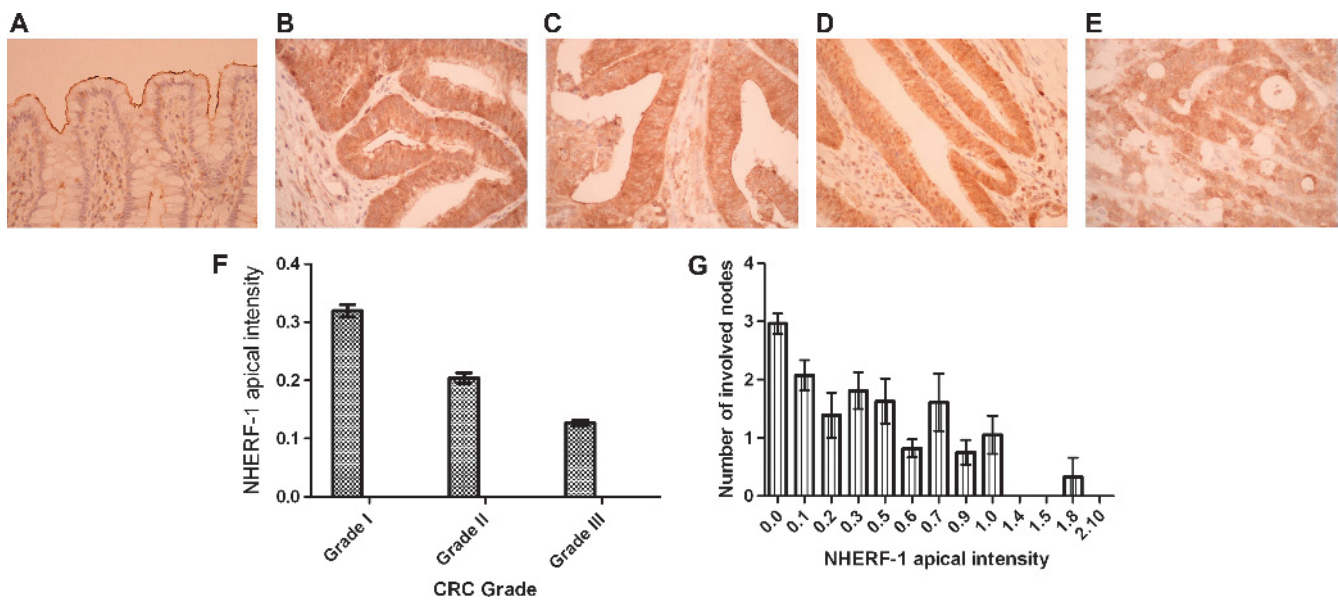 A
B
C
D
E
F
NHERF-1 apical intensity
0.4
0.3
0.2
0.1
0.0
Grade I
Grade II
Grade III
CRC Grade
G
Number of involved nodes
4
3
2
1
0
0.0
0.1
0.2
0.3
0.5
0.6
0.7
0.9
1.0
1.4
1.5
1.8
2.10
NHERF-1 apical intensity